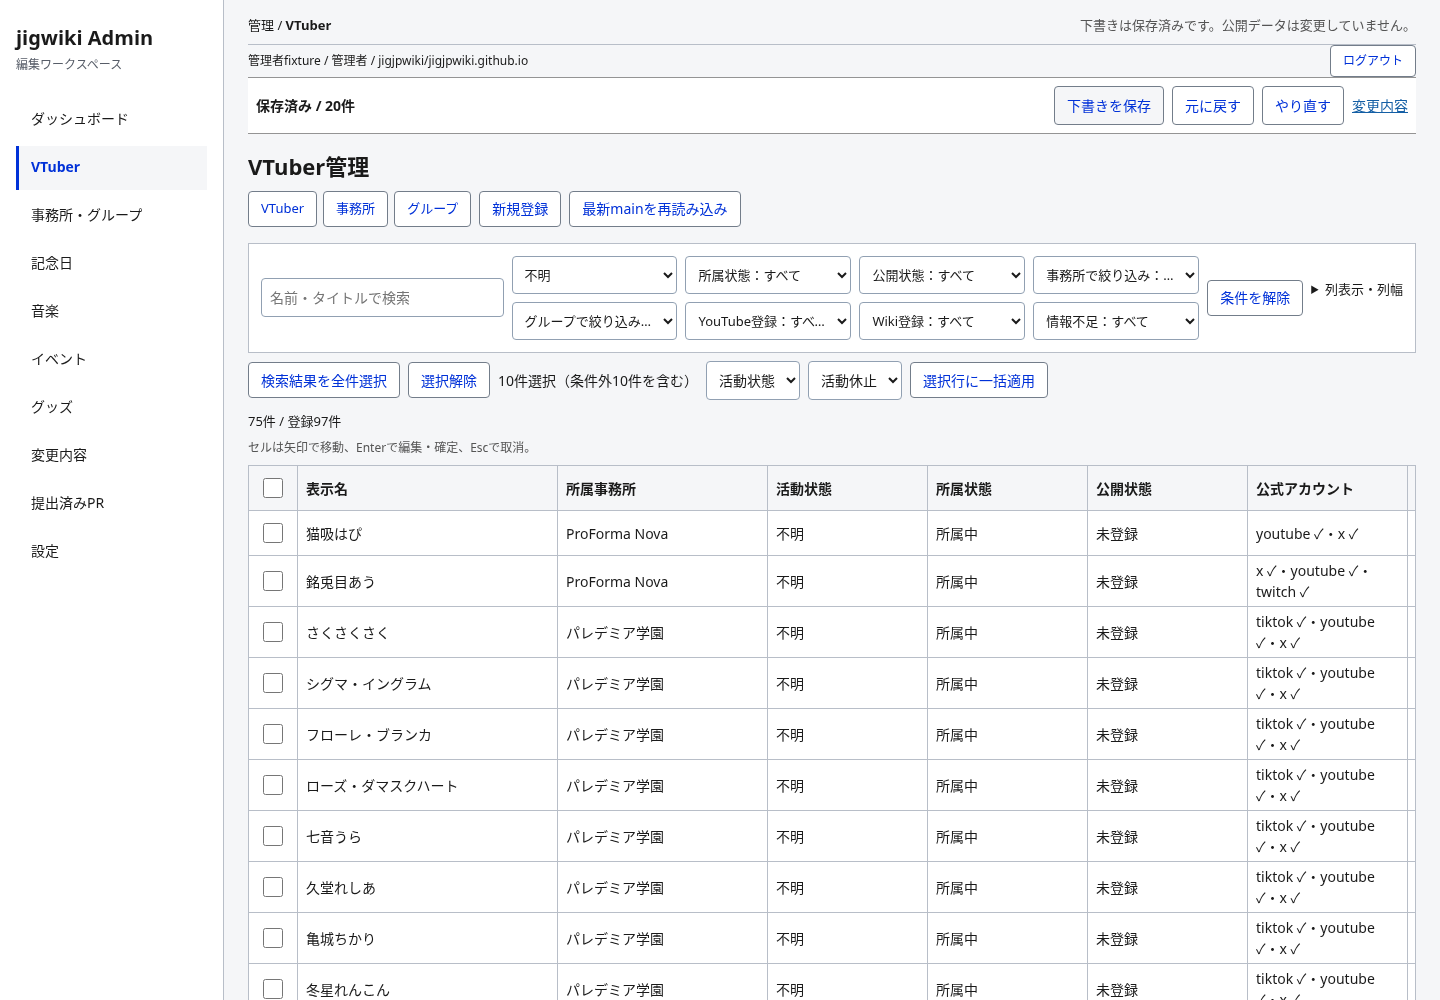 jigwiki Admin
編集ワークスペース
ダッシュボード
VTuber
事務所・グループ
記念日
音楽
イベント
グッズ
変更内容
提出済みPR
設定
管理 / VTuber
下書きは保存済みです。公開データは変更していません。
管理者fixture / 管理者 / jigjpwiki/jigjpwiki.github.io
ログアウト
保存済み / 20件
下書きを保存
元に戻す
やり直す
変更内容
VTuber管理
VTuber
事務所
グループ
新規登録
最新mainを再読み込み
名前・タイトルで検索
不明
所属状態：すべて
公開状態：すべて
事務所で絞り込み：...
グループで絞り込み...
YouTube登録：すべ...
Wiki登録：すべて
情報不足：すべて
条件を解除
▶ 列表示・列幅
検索結果を全件選択
選択解除
10件選択（条件外10件を含む）
活動状態
活動休止
選択行に一括適用
75件 / 登録97件
セルは矢印で移動、Enterで編集・確定、Escで取消。
表示名 所属事務所 活動状態 所属状態 公開状態 公式アカウント
猫吸はぴ ProForma Nova 不明 所属中 未登録 youtube ✓・x ✓
銘兎目あう ProForma Nova 不明 所属中 未登録 x ✓・youtube ✓・
twitch ✓
さくさくさく パレデミア学園 不明 所属中 未登録 tiktok ✓・youtube
✓・x ✓
シグマ・イングラム パレデミア学園 不明 所属中 未登録 tiktok ✓・youtube
✓・x ✓
フローレ・ブランカ パレデミア学園 不明 所属中 未登録 tiktok ✓・youtube
✓・x ✓
ローズ・ダマスクハート パレデミア学園 不明 所属中 未登録 tiktok ✓・youtube
✓・x ✓
七音うら パレデミア学園 不明 所属中 未登録 tiktok ✓・youtube
✓・x ✓
久堂れしあ パレデミア学園 不明 所属中 未登録 tiktok ✓・youtube
✓・x ✓
亀城ちかり パレデミア学園 不明 所属中 未登録 tiktok ✓・youtube
✓・x ✓
冬星れんこん パレデミア学園 不明 所属中 未登録 tiktok ✓・youtube
✓・x ✓